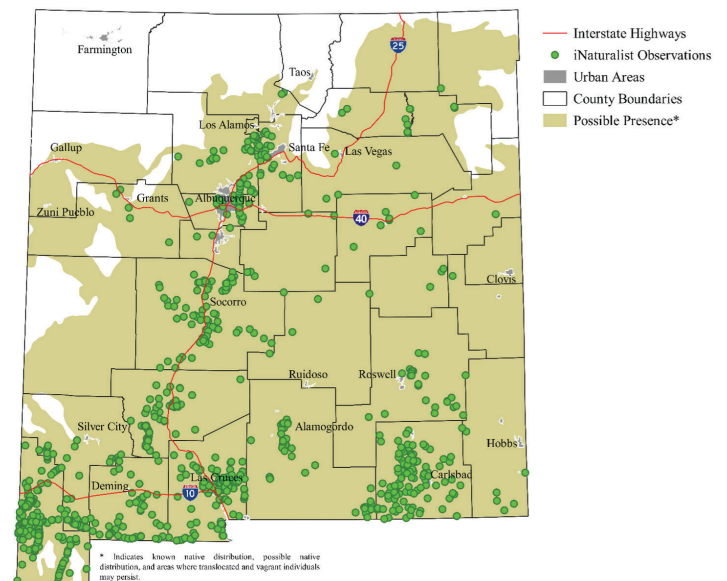 Interstate Highways
iNaturalist Observations
Urban Areas
County Boundaries
Possible Presence*
Farmington
25
Taos
Los Alamos
Santa Fe
Las Vegas
Gallup
Grants
Albuquerque
Zuni Pueblo
40
Clovis
Socorro
Ruidoso
Roswell
Silver City
Alamogordo
Hobbs
Carlsbad
Las Cruces
Deming
10
* Indicates known native distribution, possible native
distribution, and areas where translocated and vagrant individuals
may persist.